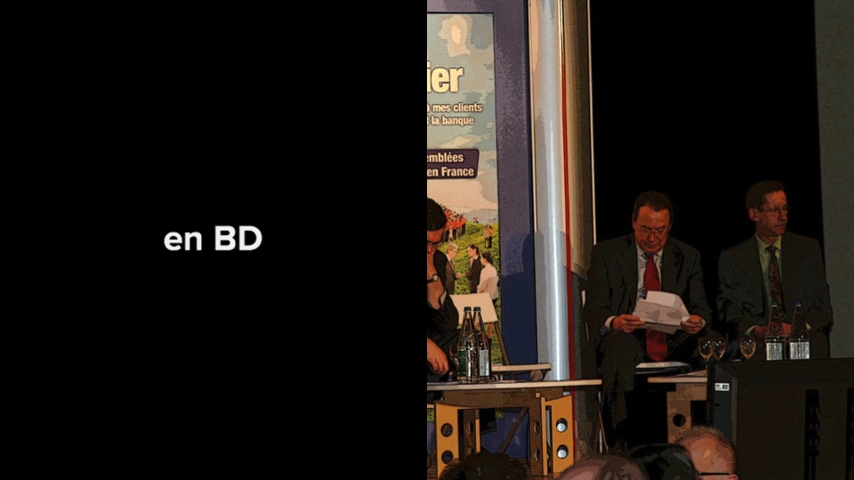 en BD
ier
à mes clients
t la banque
emblées
en France